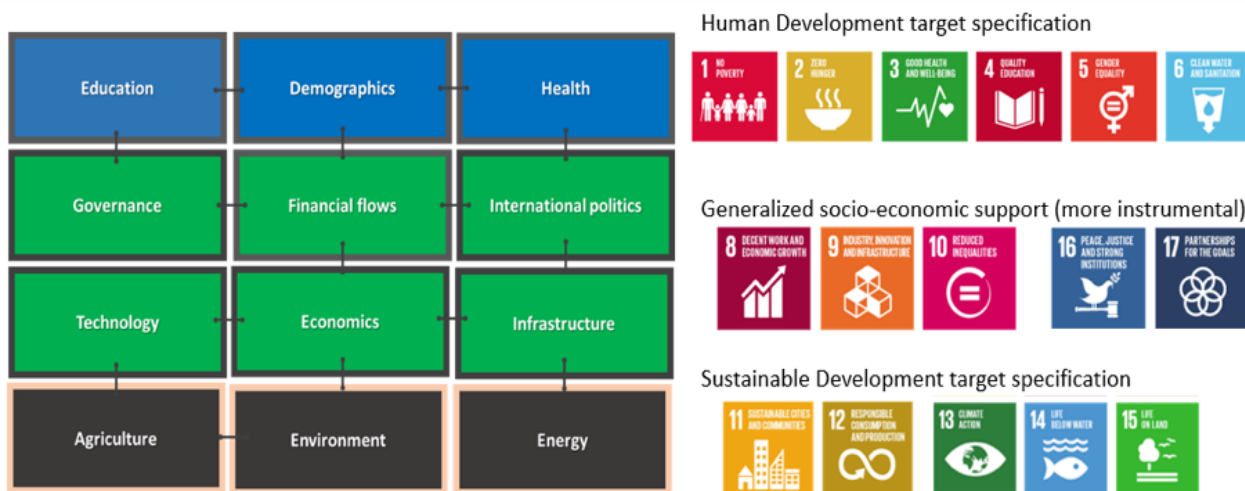 Education
Demographics
Health
Governance
Financial flows
International politics
Technology
Economics
Infrastructure
Agriculture
Environment
Energy
Human Development target specification
1 NO
POVERTY
2 ZERO
HUNGER
3 GOOD HEALTH
AND WELL-BEING
4 QUALITY
EDUCATION
5 GENDER
EQUALITY
6 CLEAN WATER
AND SANITATION
Generalized socio-economic support (more instrumental)
8 DECENT WORK AND
ECONOMIC GROWTH
9 INDUSTRY, INNOVATION
AND INFRASTRUCTURE
10 REDUCED
INEQUALITIES
16 PEACE, JUSTICE
AND STRONG
INSTITUTIONS
17 PARTNERSHIPS
FOR THE GOALS
Sustainable Development target specification
11 SUSTAINABLE CITIES
AND COMMUNITIES
12 RESPONSIBLE
CONSUMPTION
AND PRODUCTION
13 CLIMATE
ACTION
14 LIFE
BELOW WATER
15 LIFE
ON LAND